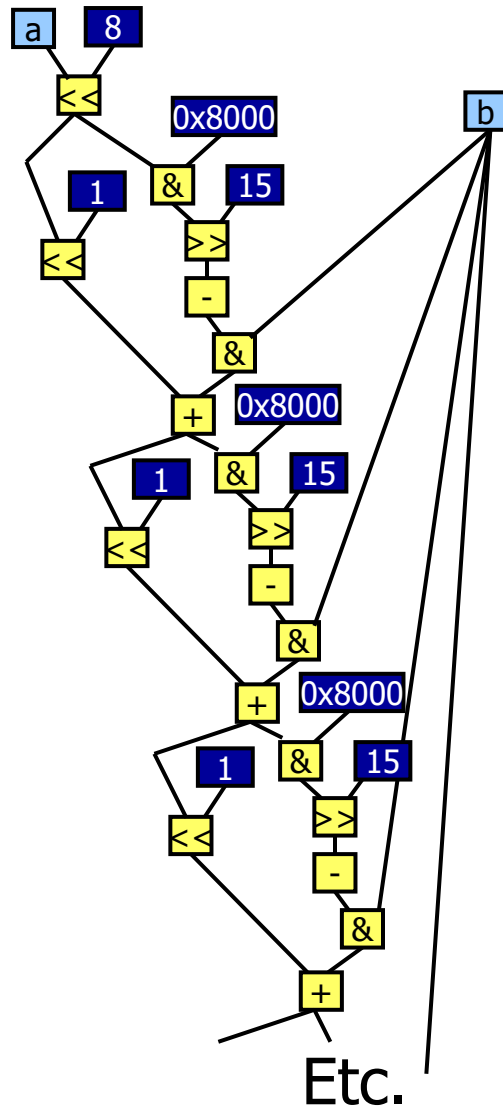 a 8
<<
0x8000
b
1 & 15
<< >>
-
&
+ 0x8000
1 & 15
<< >>
-
&
+ 0x8000
1 & 15
<< >>
-
&
+
Etc.